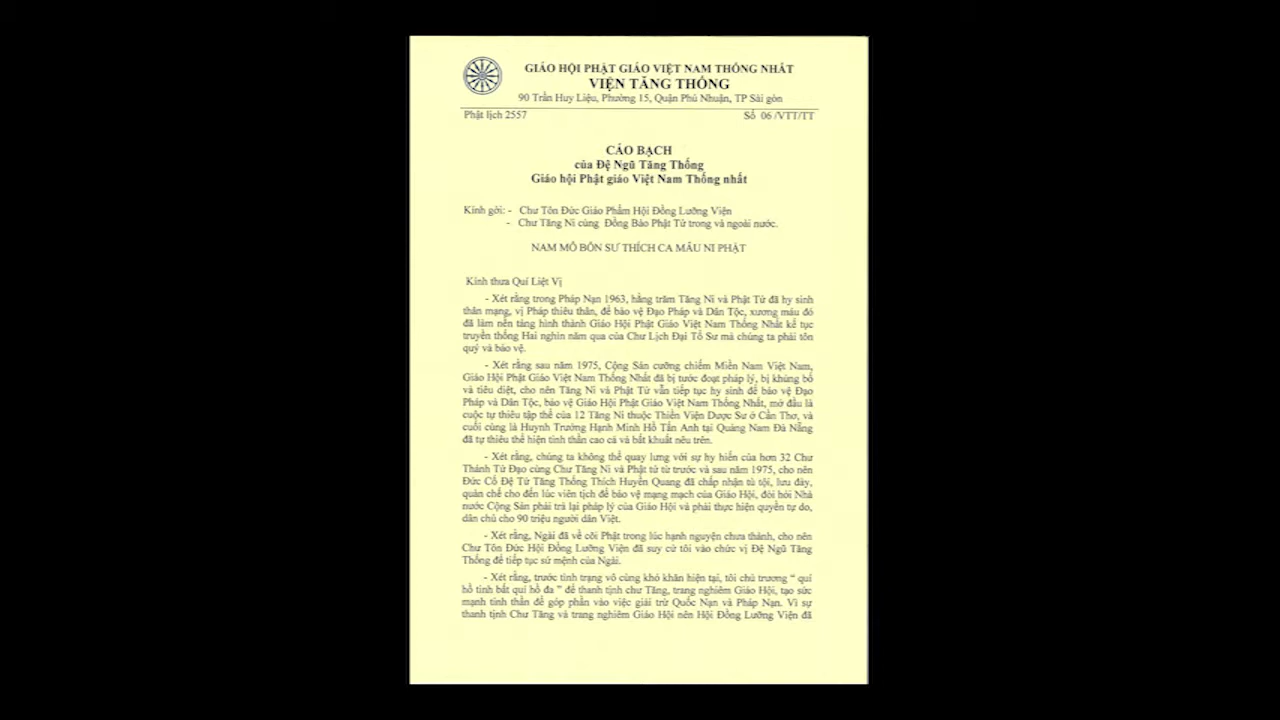 GIÁO HỘI PHẬT GIÁO VIỆT NAM THỐNG NHẤT
VIỆN TĂNG THỐNG
90 Trần Huy Liệu, Phường 15, Quận Phú Nhuận, TP Sài gòn
Phật lịch 2557
Số 06 /VTT/TT
CÁO BẠCH
của Đệ Ngũ Tăng Thống
Giáo hội Phật giáo Việt Nam Thống nhất
Kính gởi: - Chư Tôn Đức Giáo Phẩm Hội Đồng Lưỡng Viện
- Chư Tăng Ni cùng Đồng Bào Phật Tử trong và ngoài nước.
NAM MÔ BỔN SƯ THÍCH CA MÂU NI PHẬT
Kính thưa Quí Liệt Vị
- Xét rằng trong Pháp Nạn 1963, hằng trăm Tăng Ni và Phật Tử đã hy sinh
thân mạng, vị Pháp thiêu thân, để bảo vệ Đạo Pháp và Dân Tộc, xương máu đó
đã làm nền tảng hình thành Giáo Hội Phật Giáo Việt Nam Thống Nhất kế tục
truyền thống Hai nghìn năm qua của Chư Lịch Đại Tổ Sư mà chúng ta phải tôn
quý và bảo vệ.
- Xét rằng sau năm 1975, Cộng Sản cưỡng chiếm Miền Nam Việt Nam,
Giáo Hội Phật Giáo Việt Nam Thống Nhất đã bị tước đoạt pháp lý, bị khủng bố
và tiêu diệt, cho nên Tăng Ni và Phật Tử vẫn tiếp tục hy sinh để bảo vệ Đạo
Pháp và Dân Tộc, bảo vệ Giáo Hội Phật Giáo Việt Nam Thống Nhất, mở đầu là
cuộc tự thiêu tập thể của 12 Tăng Ni thuộc Thiền Viện Dược Sư ở Cần Thơ, và
cuối cùng là Huynh Trưởng Hạnh Minh Hồ Tấn Anh tại Quảng Nam Đà Nẵng
đã tự thiêu thể hiện tinh thần cao cả và bất khuất nêu trên.
- Xét rằng, chúng ta không thể quay lưng với sự hy hiến của hơn 32 Chư
Thánh Tử Đạo cùng Chư Tăng Ni và Phật tử từ trước và sau năm 1975, cho nên
Đức Cố Đệ Tứ Tăng Thống Thích Huyền Quang đã chấp nhận tù tội, lưu đày,
quản chế cho đến lúc viên tịch để bảo vệ mạng mạch của Giáo Hội, đòi hỏi Nhà
nước Cộng Sản phải trả lại pháp lý của Giáo Hội và phải thực hiện quyền tự do,
dân chủ cho 90 triệu người dân Việt.
- Xét rằng, Ngài đã về cõi Phật trong lúc hạnh nguyện chưa thành, cho nên
Chư Tôn Đức Hội Đồng Lưỡng Viện đã suy cử tôi vào chức vị Đệ Ngũ Tăng
Thống để tiếp tục sứ mệnh của Ngài.
- Xét rằng, trước tình trạng vô cùng khó khăn hiện tại, tôi chủ trương “ quí
hồ tinh bất quí hồ đa ” để thanh tịnh chư Tăng, trang nghiêm Giáo Hội, tạo sức
mạnh tinh thần để góp phần vào việc giải trừ Quốc Nạn và Pháp Nạn. Vì sự
thanh tịnh Chư Tăng và trang nghiêm Giáo Hội nên Hội Đồng Lưỡng Viện đã